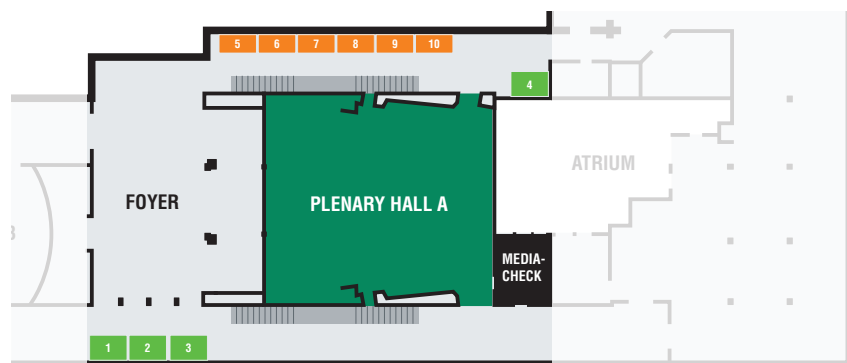 5 6 7 8 9 10
4
ATRIUM
FOYER
PLENARY HALL A
MEDIA-
CHECK
1 2 3